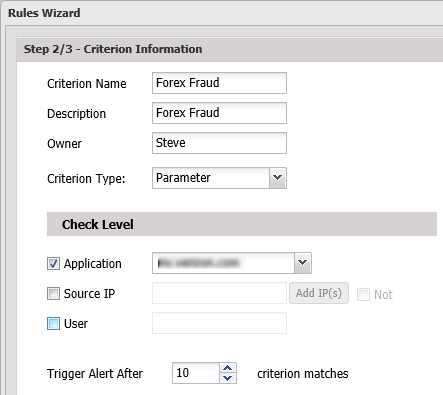 Rules Wizard
Step 2/3 - Criterion Information
Criterion Name Forex Fraud
Description Forex Fraud
Owner Steve
Criterion Type: Parameter
Check Level
Application
Source IP Add IP(s) Not
User
Trigger Alert After 10 criterion matches